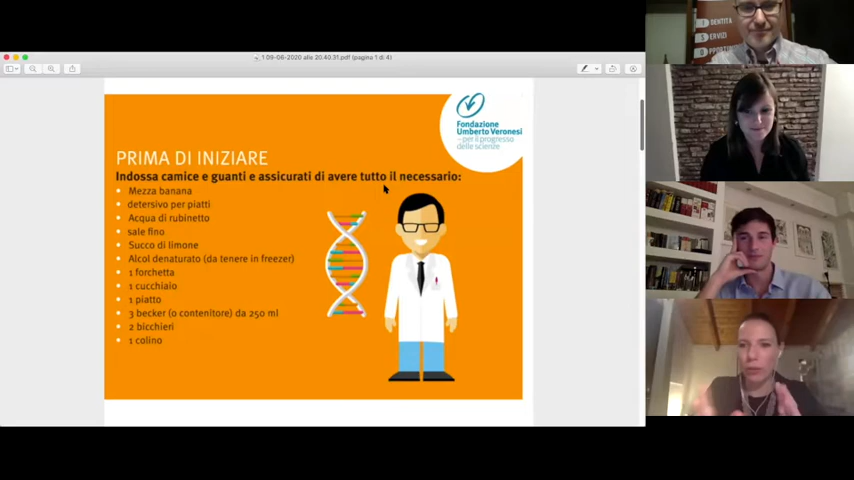 1 09-06-2020 alle 20.40.31.pdf (pagina 1 di 4)
Fondazione
Umberto Veronesi
– per il progresso
delle scienze
PRIMA DI INIZIARE
Indossa camice e guanti e assicurati di avere tutto il necessario:
Mezza banana
detersivo per piatti
Acqua di rubinetto
sale fino
Succo di limone
Alcol denaturato (da tenere in freezer)
1 forchetta
1 cucchiaio
1 piatto
3 becker (o contenitore) da 250 ml
2 bicchieri
1 colino
IDENTITÀ
SERVIZI